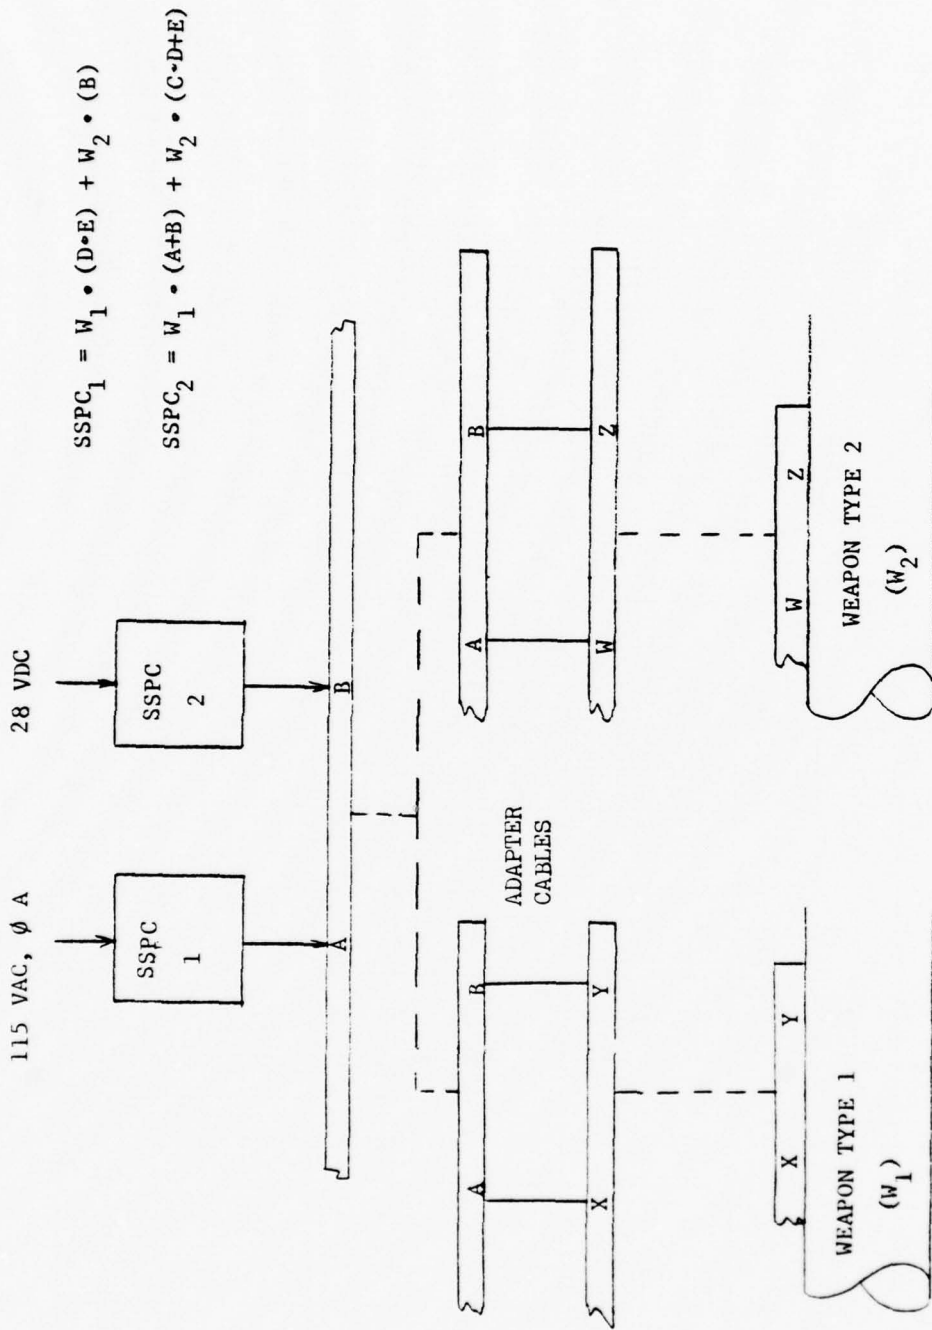 115 VAC, φ A
28 VDC
SSPC₁ = W₁ • (D•E) + W₂ • (B)
SSPC₂ = W₁ • (A+B) + W₂ • (C•D+E)
SSPC
1
SSPC
2
A
B
A
B
ADAPTER
CABLES
X
Y
A
B
W
Z
X
Y
WEAPON TYPE 1
(W₁)
W
Z
WEAPON TYPE 2
(W₂)